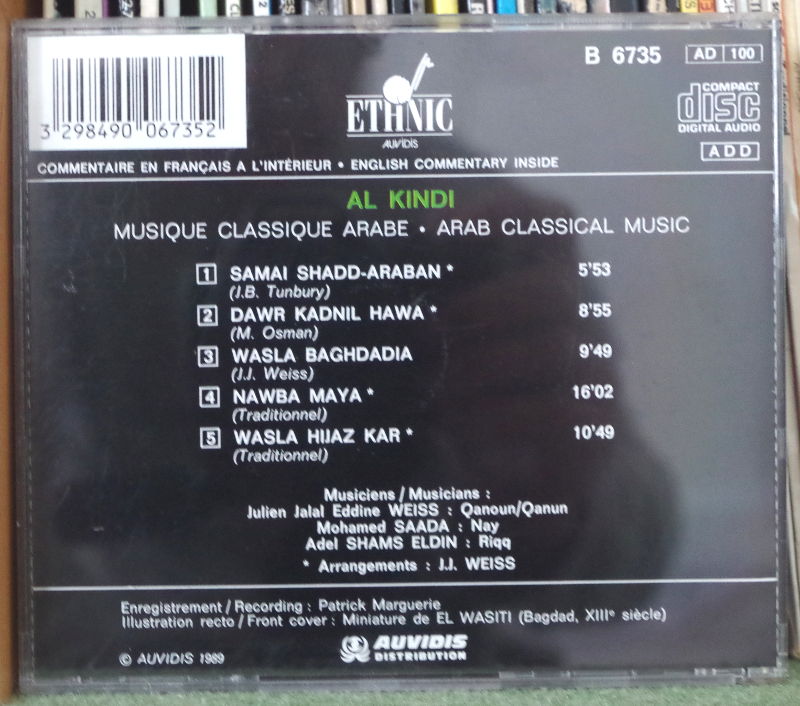 B 6735 AD 100
ETHNIC
AUVIDIS
COMPACT
disc
DIGITAL AUDIO
ADD
3 298490 067352
COMMENTAIRE EN FRANÇAIS A L'INTÉRIEUR • ENGLISH COMMENTARY INSIDE
AL KINDI
MUSIQUE CLASSIQUE ARABE • ARAB CLASSICAL MUSIC
1 SAMAI SHADD-ARABAN * 5'53
(J.B. Tunbury)
2 DAWR KADNIL HAWA * 8'55
(M. Osman)
3 WASLA BAGHDADIA 9'49
(J.J. Weiss)
4 NAWBA MAYA * 16'02
(Traditionnel)
5 WASLA HIJAZ KAR * 10'49
(Traditionnel)
Musiciens / Musicians :
Julien Jalal Eddine WEISS : Qanoun/Qanun
Mohamed SAADA : Nay
Adel SHAMS ELDIN : Riqq
* Arrangements : J.J. WEISS
Enregistrement / Recording : Patrick Marguerie
Illustration recto / Front cover : Miniature de EL WASITI (Bagdad, XIIIe siècle)
AUVIDIS
DISTRIBUTION
© AUVIDIS 1989